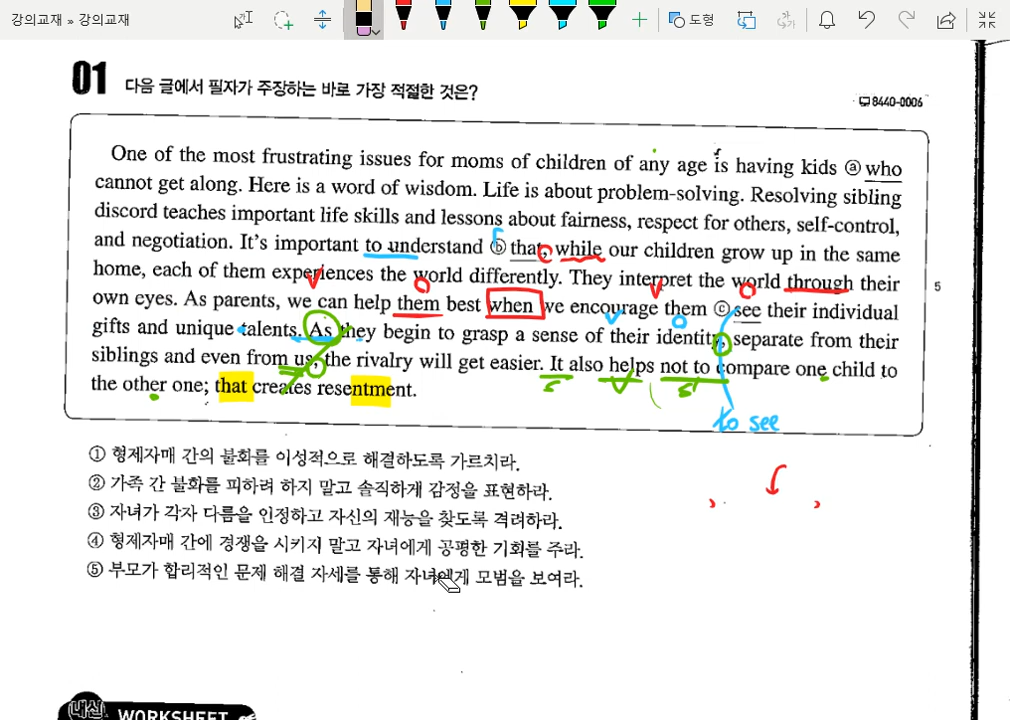 강의교재 » 강의교재
도형
01 다음 글에서 필자가 주장하는 바로 가장 적절한 것은?
8440-0006
One of the most frustrating issues for moms of children of any age is having kids ⓐ who
cannot get along. Here is a word of wisdom. Life is about problem-solving. Resolving sibling
discord teaches important life skills and lessons about fairness, respect for others, self-control,
and negotiation. It's important to understand ⓑ that, while our children grow up in the same
home, each of them experiences the world differently. They interpret the world through their
5
own eyes. As parents, we can help them best when we encourage them ⓒ see their individual
gifts and unique talents. As they begin to grasp a sense of their identity, separate from their
siblings and even from us, the rivalry will get easier. It also helps not to compare one child to
the other one; that creates resentment.
to see
① 형제자매 간의 불화를 이성적으로 해결하도록 가르치라.
② 가족 간 불화를 피하려 하지 말고 솔직하게 감정을 표현하라.
③ 자녀가 각자 다름을 인정하고 자신의 재능을 찾도록 격려하라.
④ 형제자매 간에 경쟁을 시키지 말고 자녀에게 공평한 기회를 주라.
⑤ 부모가 합리적인 문제 해결 자세를 통해 자녀에게 모범을 보여라.
내신
WORKSHEET